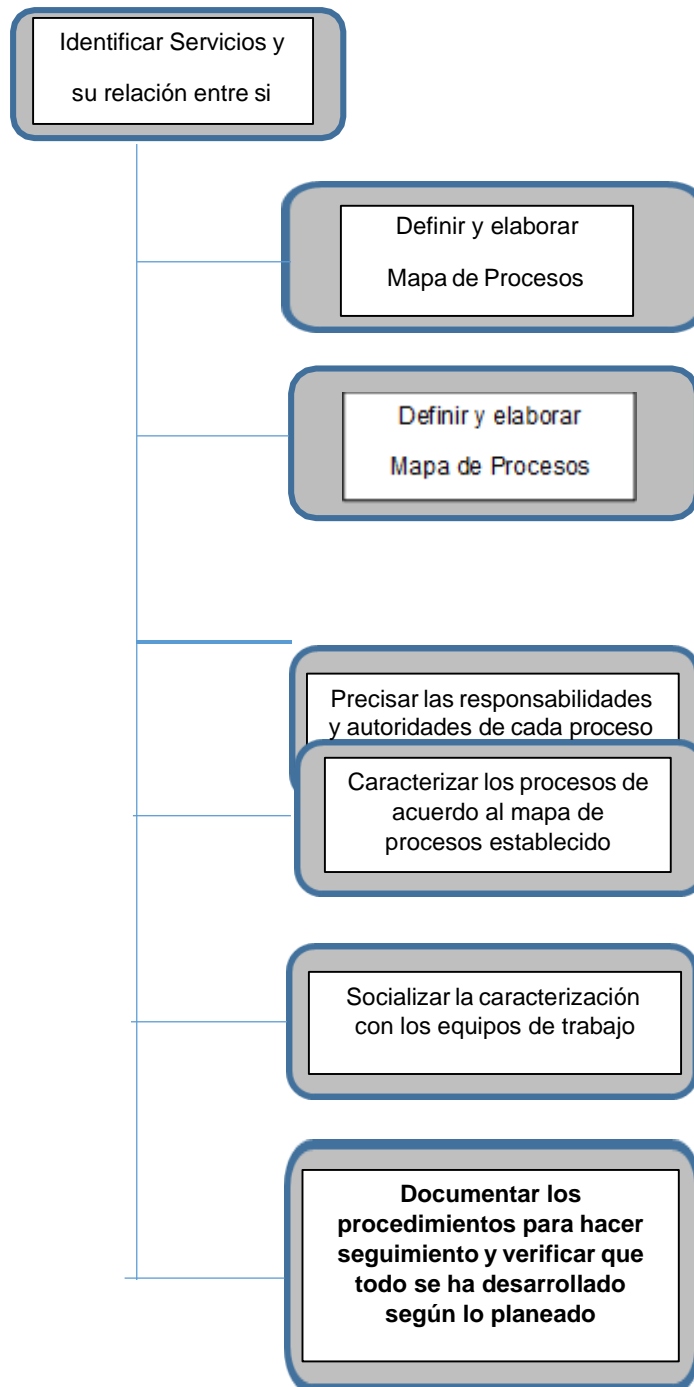 Identificar Servicios y
su relación entre si
Definir y elaborar
Mapa de Procesos
Definir y elaborar
Mapa de Procesos
Precisar las responsabilidades
y autoridades de cada proceso
Caracterizar los procesos de
acuerdo al mapa de
procesos establecido
Socializar la caracterización
con los equipos de trabajo
Documentar los
procedimientos para hacer
seguimiento y verificar que
todo se ha desarrollado
según lo planeado